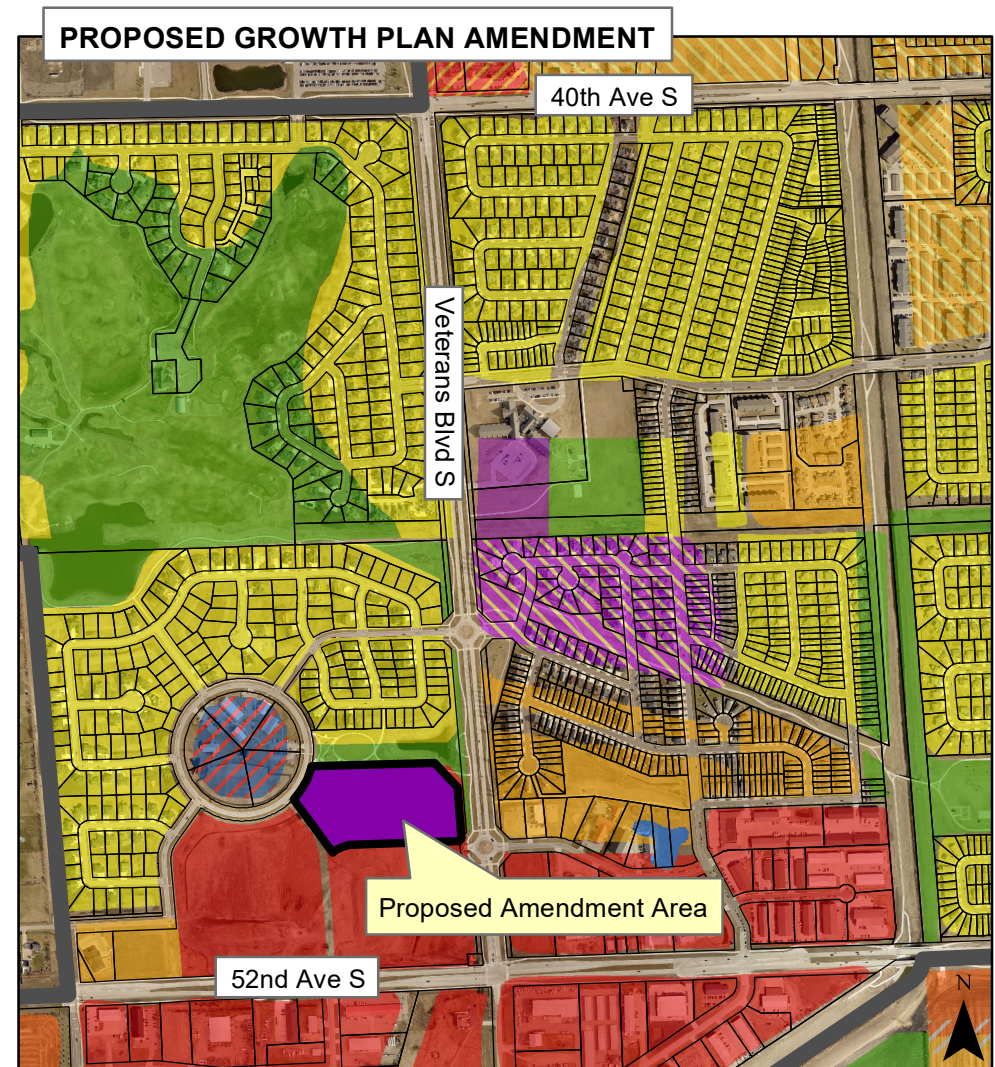 PROPOSED GROWTH PLAN AMENDMENT
40th Ave S
Veterans Blvd S
Proposed Amendment Area
52nd Ave S
N